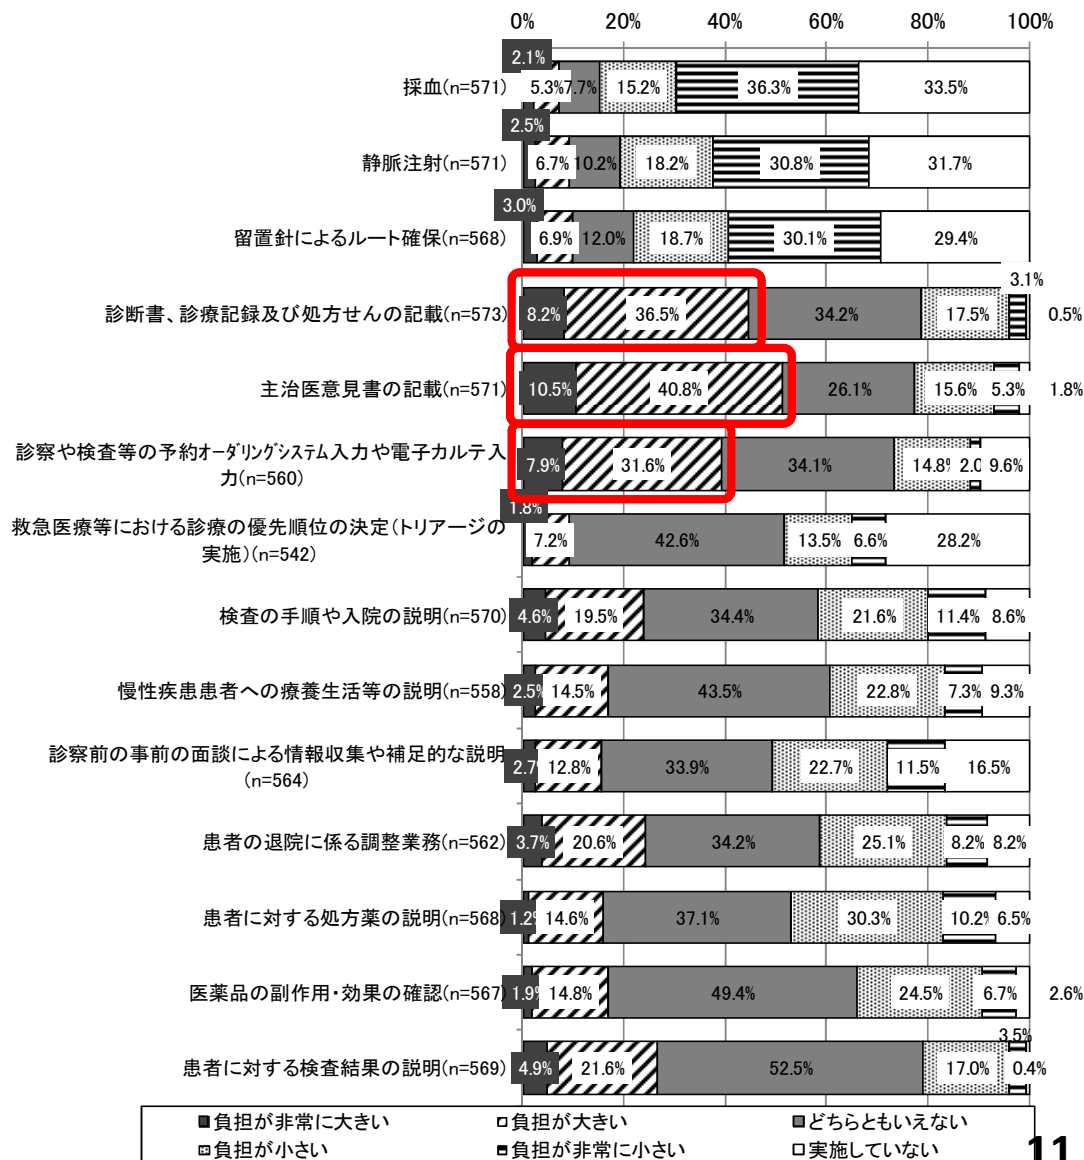 0% 20% 40% 60% 80% 100%
2.1%
採血(n=571) 5.3% 7.7% 15.2% 36.3% 33.5%
2.5%
静脈注射(n=571) 6.7% 10.2% 18.2% 30.8% 31.7%
3.0%
留置針によるルート確保(n=568) 6.9% 12.0% 18.7% 30.1% 29.4%
3.1%
診断書、診療記録及び処方せんの記載(n=573) 8.2% 36.5% 34.2% 17.5% 0.5%
主治医意見書の記載(n=571) 10.5% 40.8% 26.1% 15.6% 5.3% 1.8%
診察や検査等の予約オーダリングシステム入力や電子カルテ入
力(n=560) 7.9% 31.6% 34.1% 14.8% 2.0 9.6%
1.8%
救急医療等における診療の優先順位の決定(トリアージの
実施)(n=542) 7.2% 42.6% 13.5% 6.6% 28.2%
検査の手順や入院の説明(n=570) 4.6% 19.5% 34.4% 21.6% 11.4% 8.6%
慢性疾患患者への療養生活等の説明(n=558) 2.5% 14.5% 43.5% 22.8% 7.3% 9.3%
診察前の事前の面談による情報収集や補足的な説明
(n=564) 2.7 12.8% 33.9% 22.7% 11.5% 16.5%
患者の退院に係る調整業務(n=562) 3.7% 20.6% 34.2% 25.1% 8.2% 8.2%
患者に対する処方薬の説明(n=568) 1.2% 14.6% 37.1% 30.3% 10.2% 6.5%
医薬品の副作用・効果の確認(n=567) 1.9% 14.8% 49.4% 24.5% 6.7% 2.6%
3.5%
患者に対する検査結果の説明(n=569) 4.9% 21.6% 52.5% 17.0% 0.4%
負担が非常に大きい 負担が大きい どちらともいえない
負担が小さい 負担が非常に小さい 実施していない
11